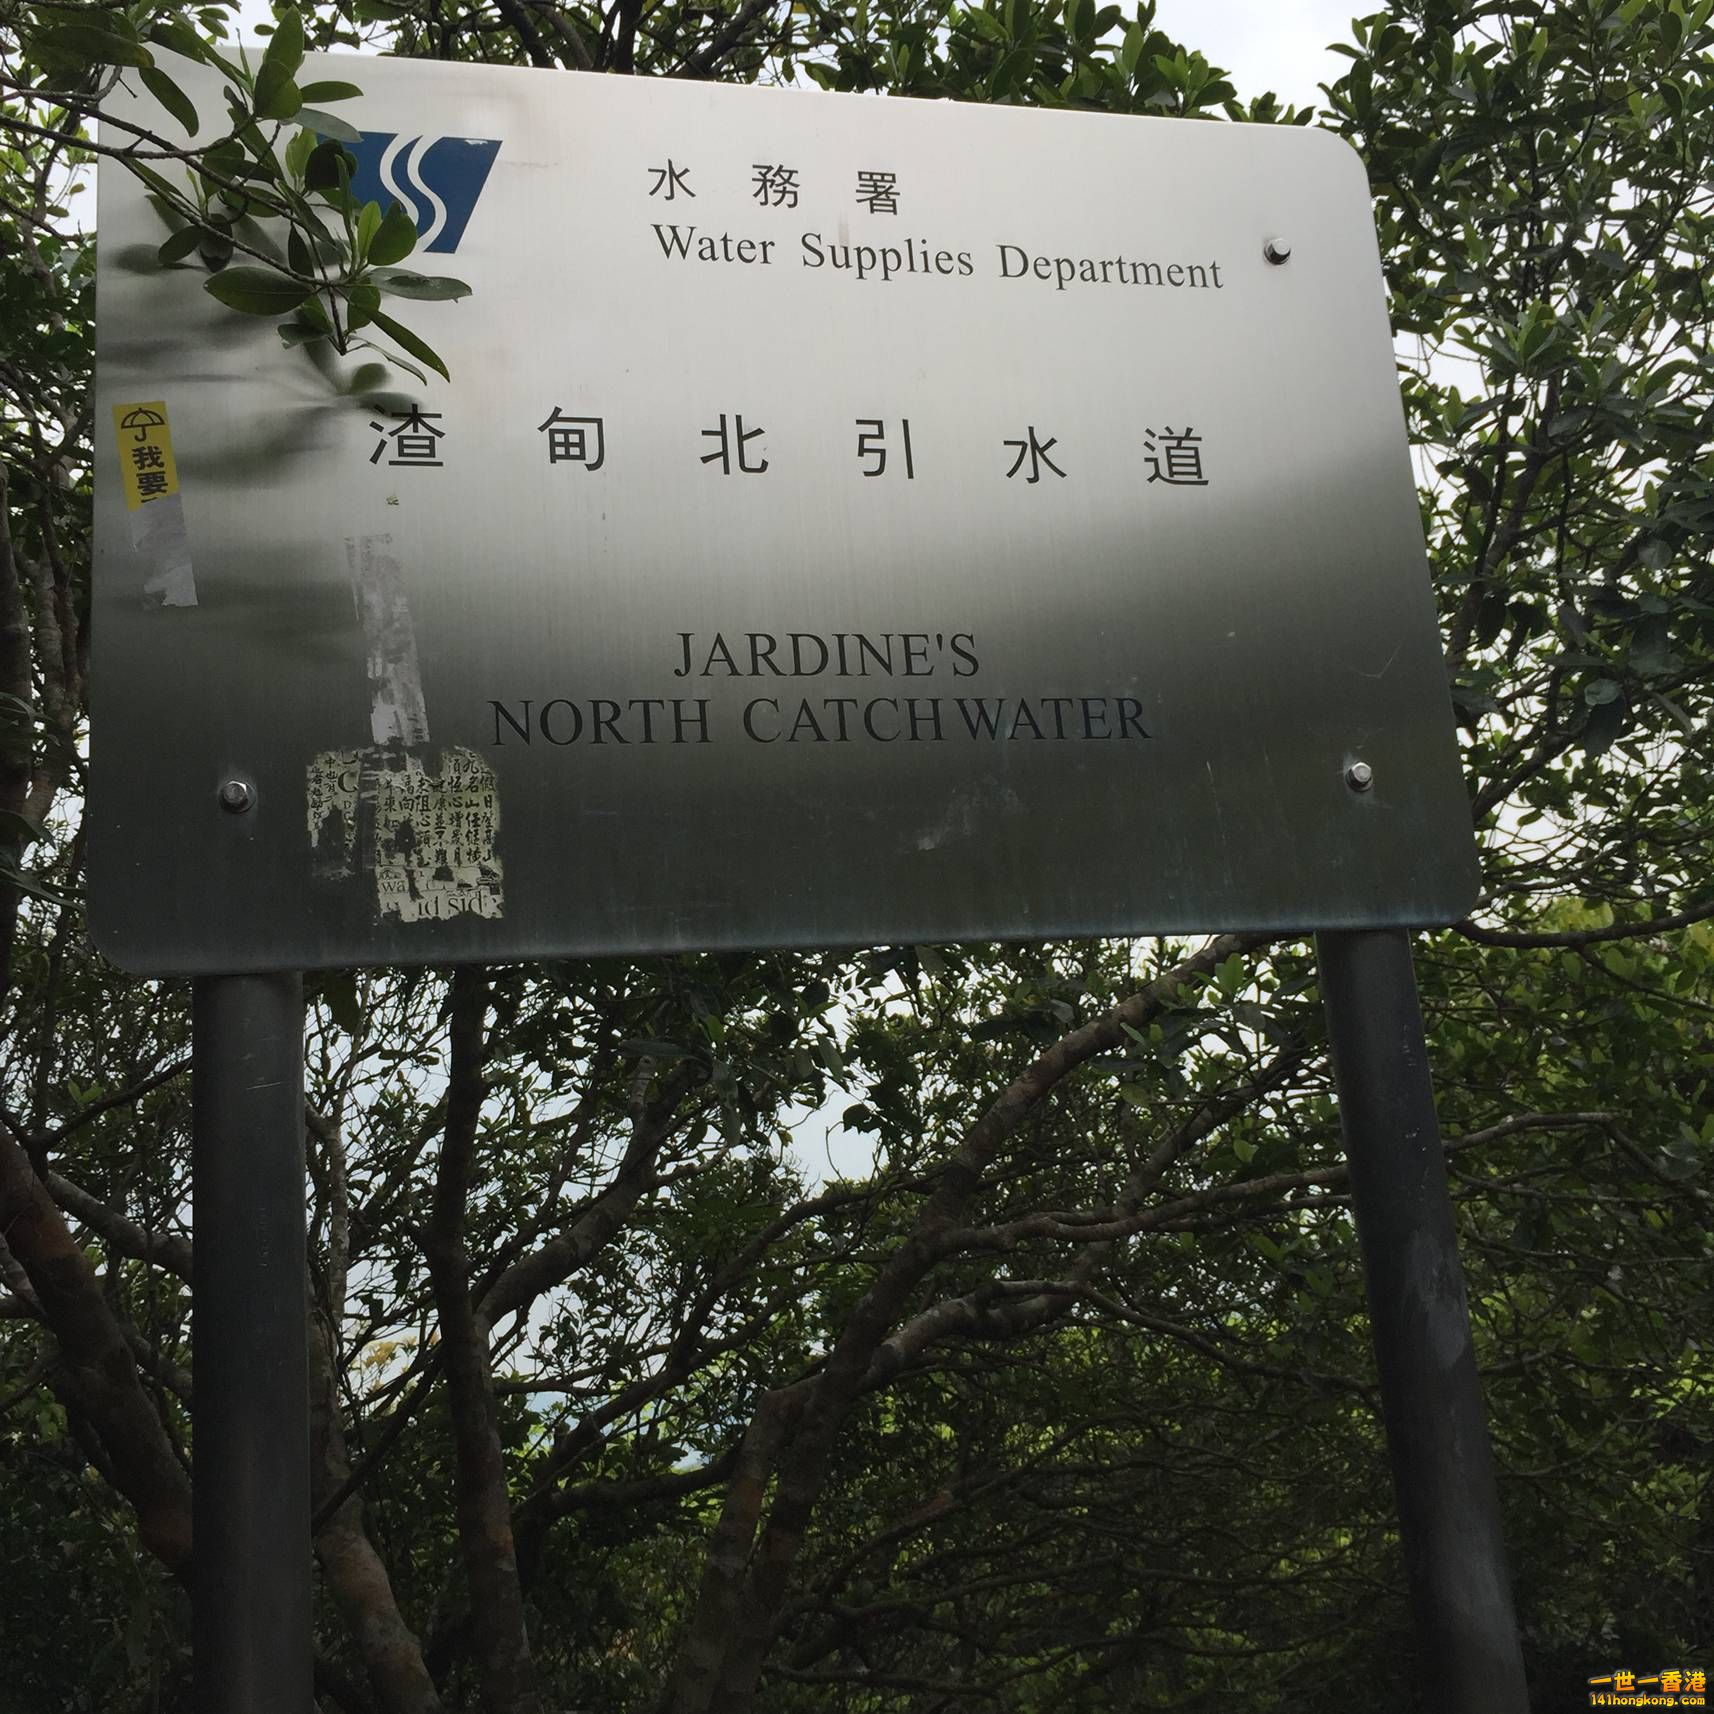 水務署
Water Supplies Department
渣甸北引水道
我要
JARDINE'S
NORTH CATCHWATER
一世一香港
141hongkong.com